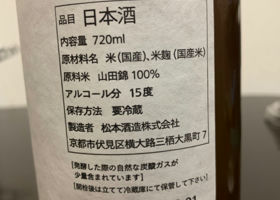 品目 日本酒
内容量 720ml
原材料名 米(国産)、米麹(国産米)
原料米 山田錦100%
アルコール分 15度
保存方法 要冷蔵
製造者 松本酒造株式会社
京都市伏見区横大路三栖大黒町7
[発酵した際の自然な炭酸ガスが
少量含まれています]
[開栓後は立てて冷蔵庫にて保管して下さい]